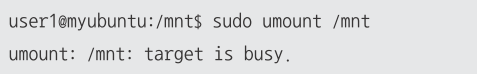 user1@myubuntu:/mnt$ sudo umount /mnt
umount: /mnt: target is busy.